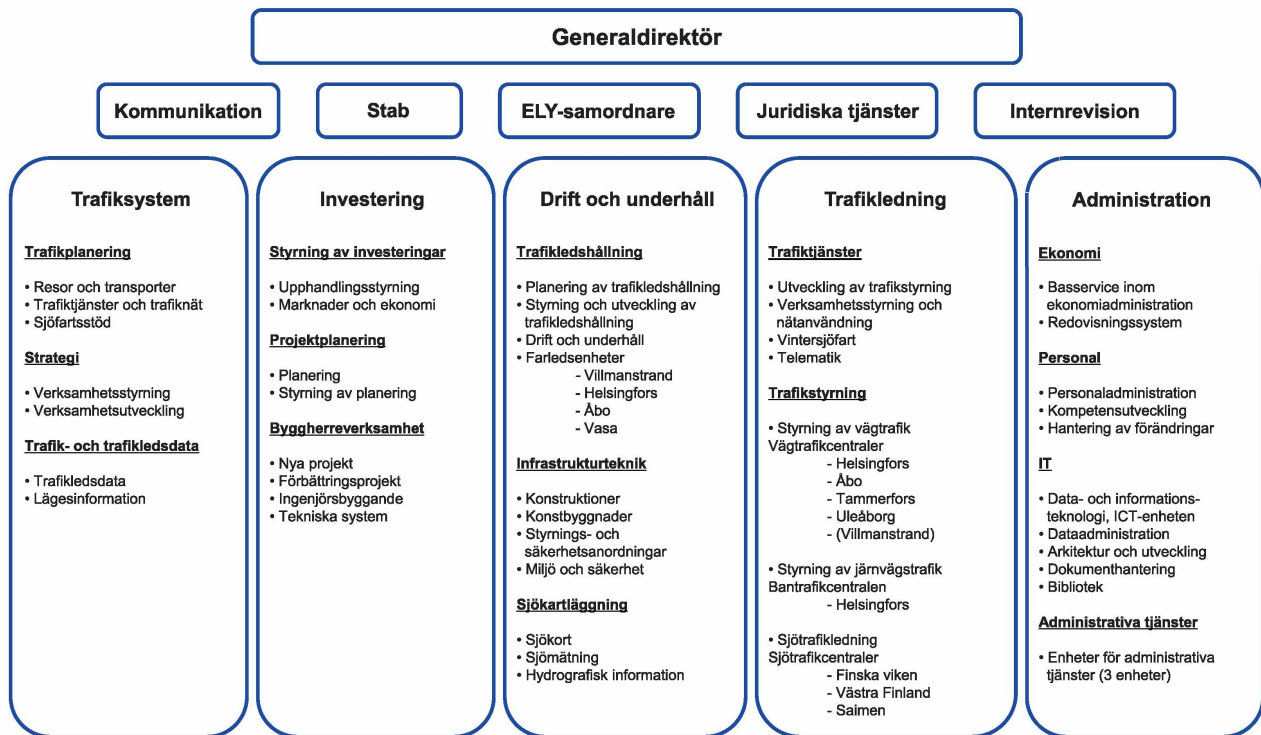 Generaldirektör
Kommunikation
Stab
ELY-samordnare
Juridiska tjänster
Internrevision
Trafiksystem
Trafikplanering
• Resor och transporter
• Trafiktjänster och trafiknät
• Sjöfartsstöd
Strategi
• Verksamhetsstyrning
• Verksamhetsutveckling
Trafik- och trafikledsdata
• Trafikledsdata
• Lägesinformation
Investering
Styrning av investeringar
• Upphandlingsstyrning
• Marknader och ekonomi
Projektplanering
• Planering
• Styrning av planering
Byggherreverksamhet
• Nya projekt
• Förbättringsprojekt
• Ingenjörsbyggande
• Tekniska system
Drift och underhåll
Trafikledshållning
• Planering av trafikledshållning
• Styrning och utveckling av
trafikledshållning
• Drift och underhåll
• Farledsenheter
- Villmanstrand
- Helsingfors
- Åbo
- Vasa
Infrastrukturteknik
• Konstruktioner
• Konstbyggnader
• Styrnings- och
säkerhetsanordningar
• Miljö och säkerhet
Sjökartläggning
• Sjökort
• Sjömätning
• Hydrografisk information
Trafikledning
Trafiktjänster
• Utveckling av trafikstyrning
• Verksamhetsstyrning och
nätanvändning
• Vintersjöfart
• Telematik
Trafikstyrning
• Styrning av vägtrafik
Vägtrafikcentraler
- Helsingfors
- Åbo
- Tammerfors
- Uleåborg
- (Villmanstrand)
• Styrning av järnvägstrafik
Bantrafikcentralen
- Helsingfors
• Sjötrafikledning
Sjötrafikcentraler
- Finska viken
- Västra Finland
- Saimen
Administration
Ekonomi
• Basservice inom
ekonomiadministration
• Redovisningssystem
Personal
• Personaladministration
• Kompetensutveckling
• Hantering av förändringar
IT
• Data- och informations-
teknologi, ICT-enheten
• Dataadministration
• Arkitektur och utveckling
• Dokumenthantering
• Bibliotek
Administrativa tjänster
• Enheter för administrativa
tjänster (3 enheter)